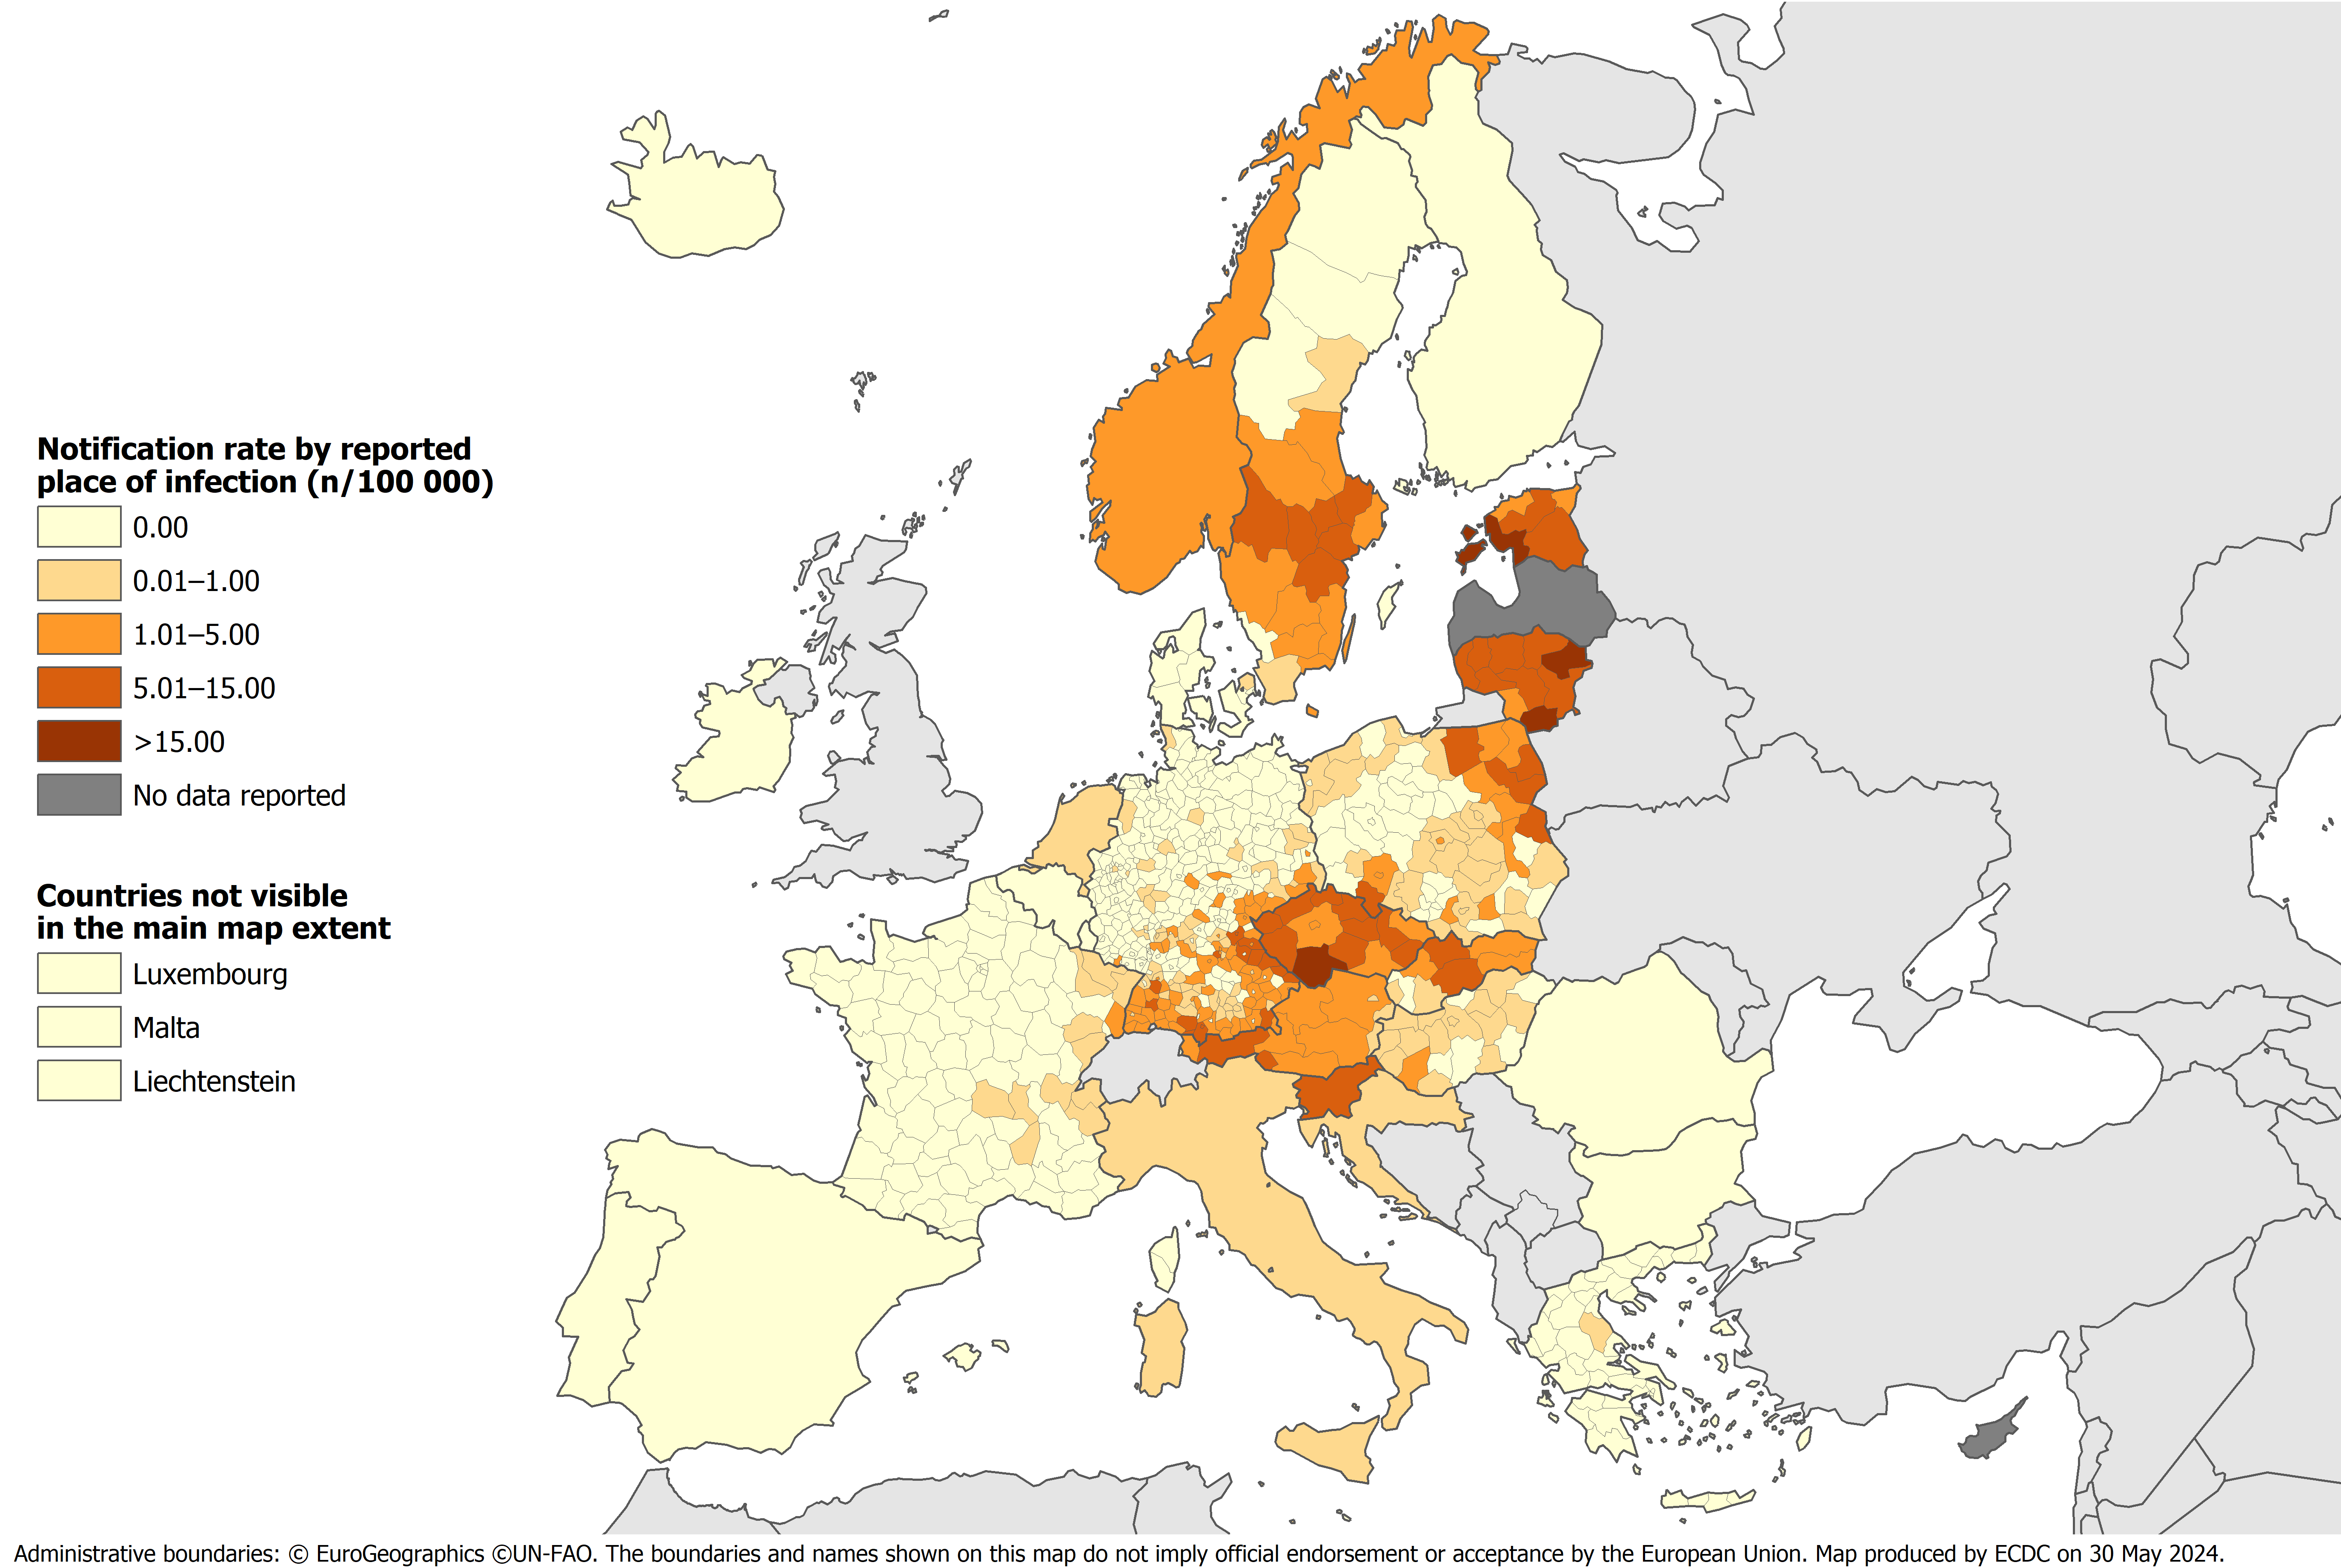 Notification rate by reported
place of infection (n/100 000)
0.00
0.01–1.00
1.01–5.00
5.01–15.00
>15.00
No data reported
Countries not visible
in the main map extent
Luxembourg
Malta
Liechtenstein
Administrative boundaries: © EuroGeographics ©UN-FAO. The boundaries and names shown on this map do not imply official endorsement or acceptance by the European Union. Map produced by ECDC on 30 May 2024.